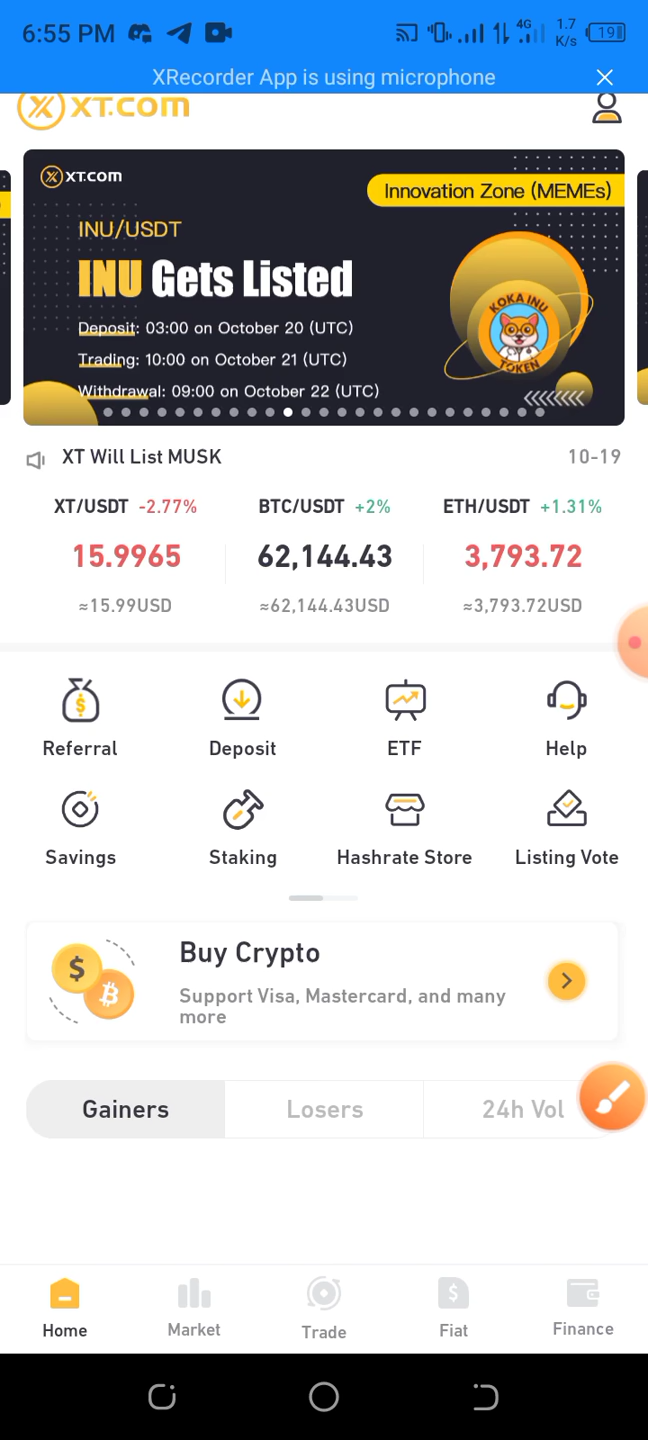 6:55 PM
4G
1.7
K/s
19
XRecorder App is using microphone
XT.COM
XT.COM
Innovation Zone (MEMEs)
INU/USDT
INU Gets Listed
Deposit: 03:00 on October 20 (UTC)
Trading: 10:00 on October 21 (UTC)
Withdrawal: 09:00 on October 22 (UTC)
KOKA INU
TOKEN
XT Will List MUSK
10-19
XT/USDT -2.77%
BTC/USDT +2%
ETH/USDT +1.31%
15.9965
62,144.43
3,793.72
≈15.99USD
≈62,144.43USD
≈3,793.72USD
Referral
Deposit
ETF
Help
Savings
Staking
Hashrate Store
Listing Vote
Buy Crypto
Support Visa, Mastercard, and many
more
Gainers
Losers
24h Vol
Home
Market
Trade
Fiat
Finance